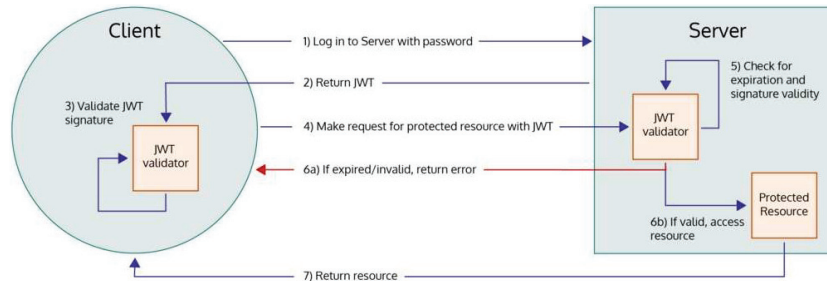 Client
Server
1) Log in to Server with password
2) Return JWT
3) Validate JWT
signature
JWT
validator
4) Make request for protected resource with JWT
JWT
validator
5) Check for
expiration and
signature validity
6a) If expired/invalid, return error
6b) If valid, access
resource
Protected
Resource
7) Return resource